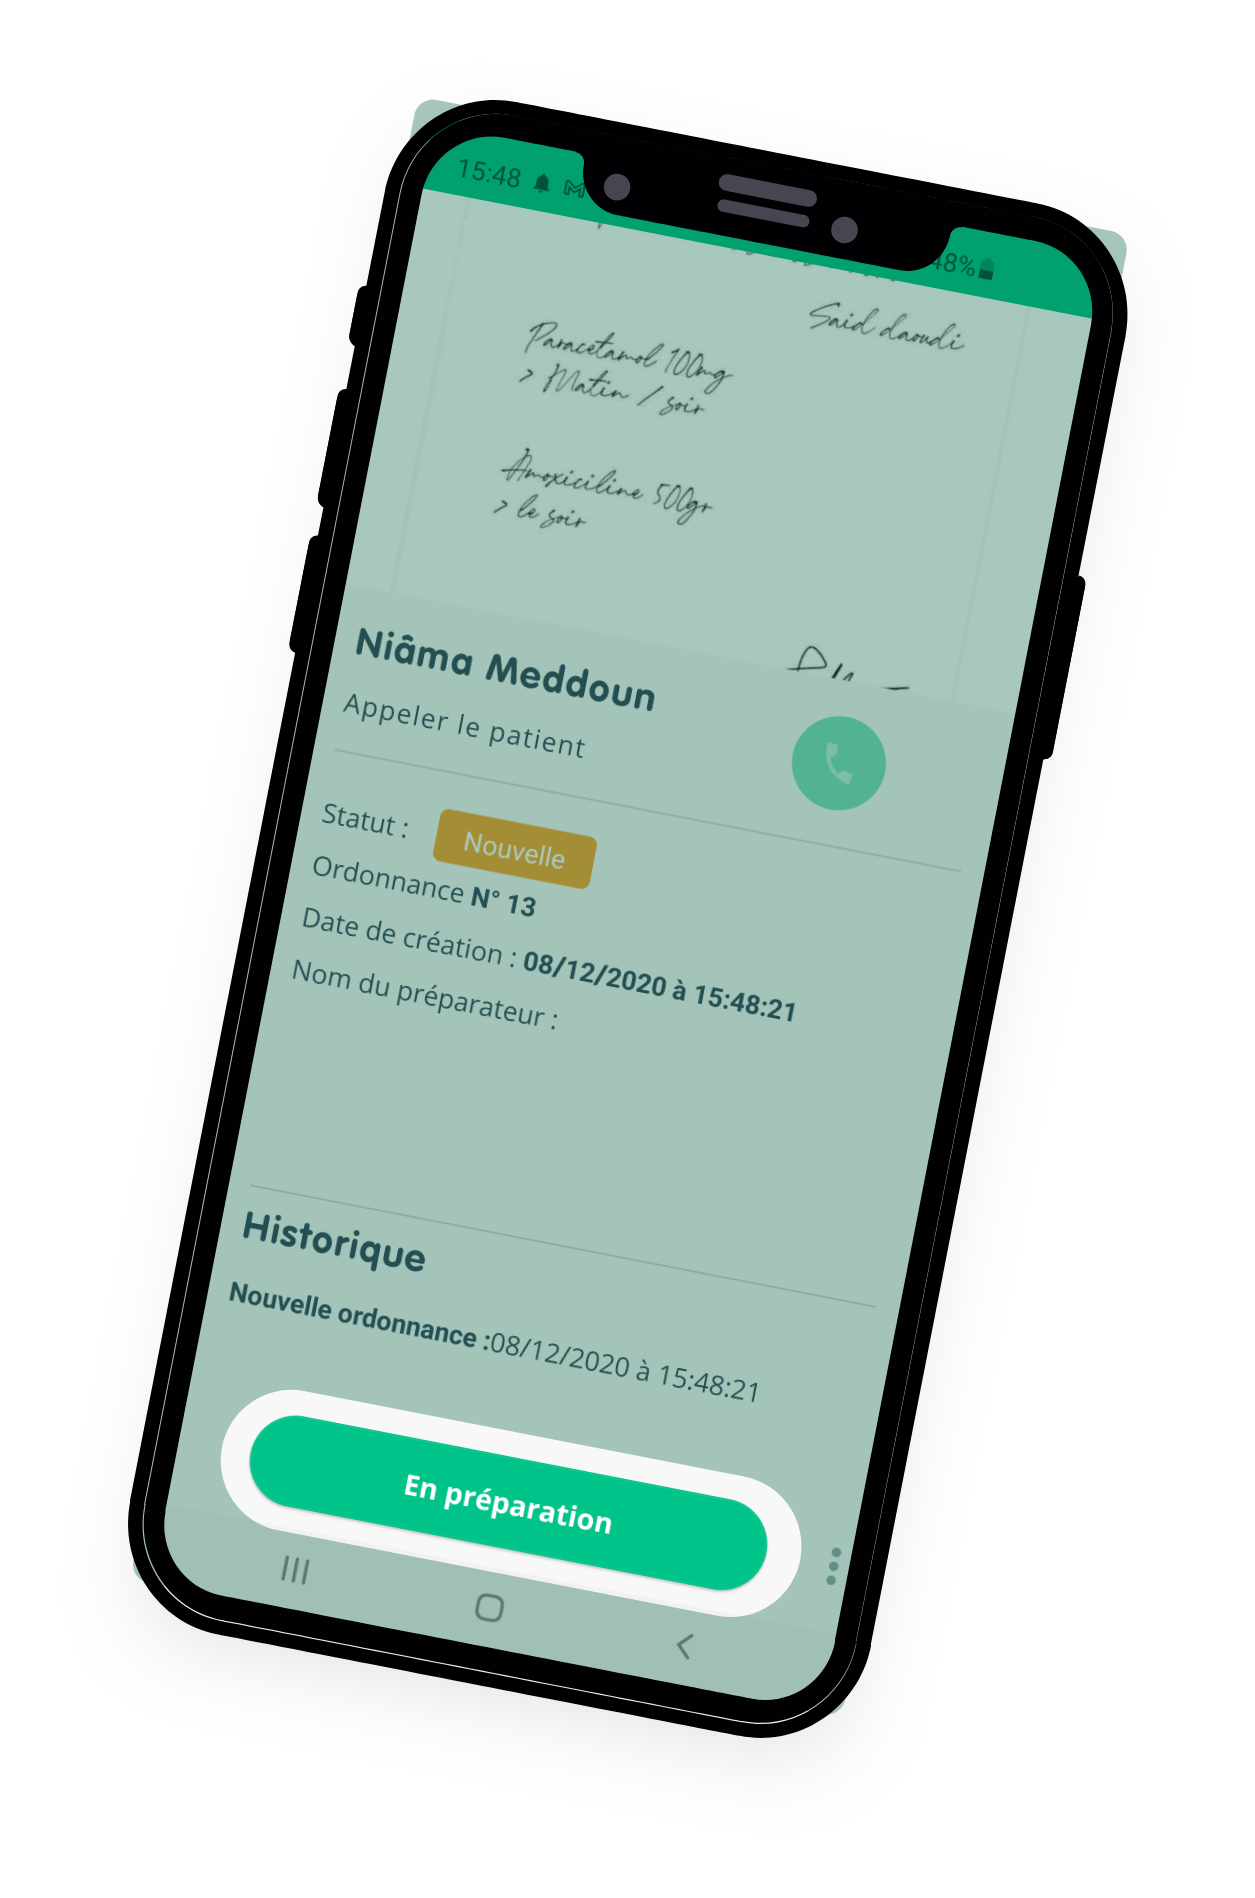 15:48
48%
Said daoudi
Paracetamol 100mg
> Matin / soir
Amoxiciline 500gr
> le soir
Niâma Meddoun
Appeler le patient
Statut : Nouvelle
Ordonnance N° 13
Date de création : 08/12/2020 à 15:48:21
Nom du préparateur :
Historique
Nouvelle ordonnance :08/12/2020 à 15:48:21
En préparation